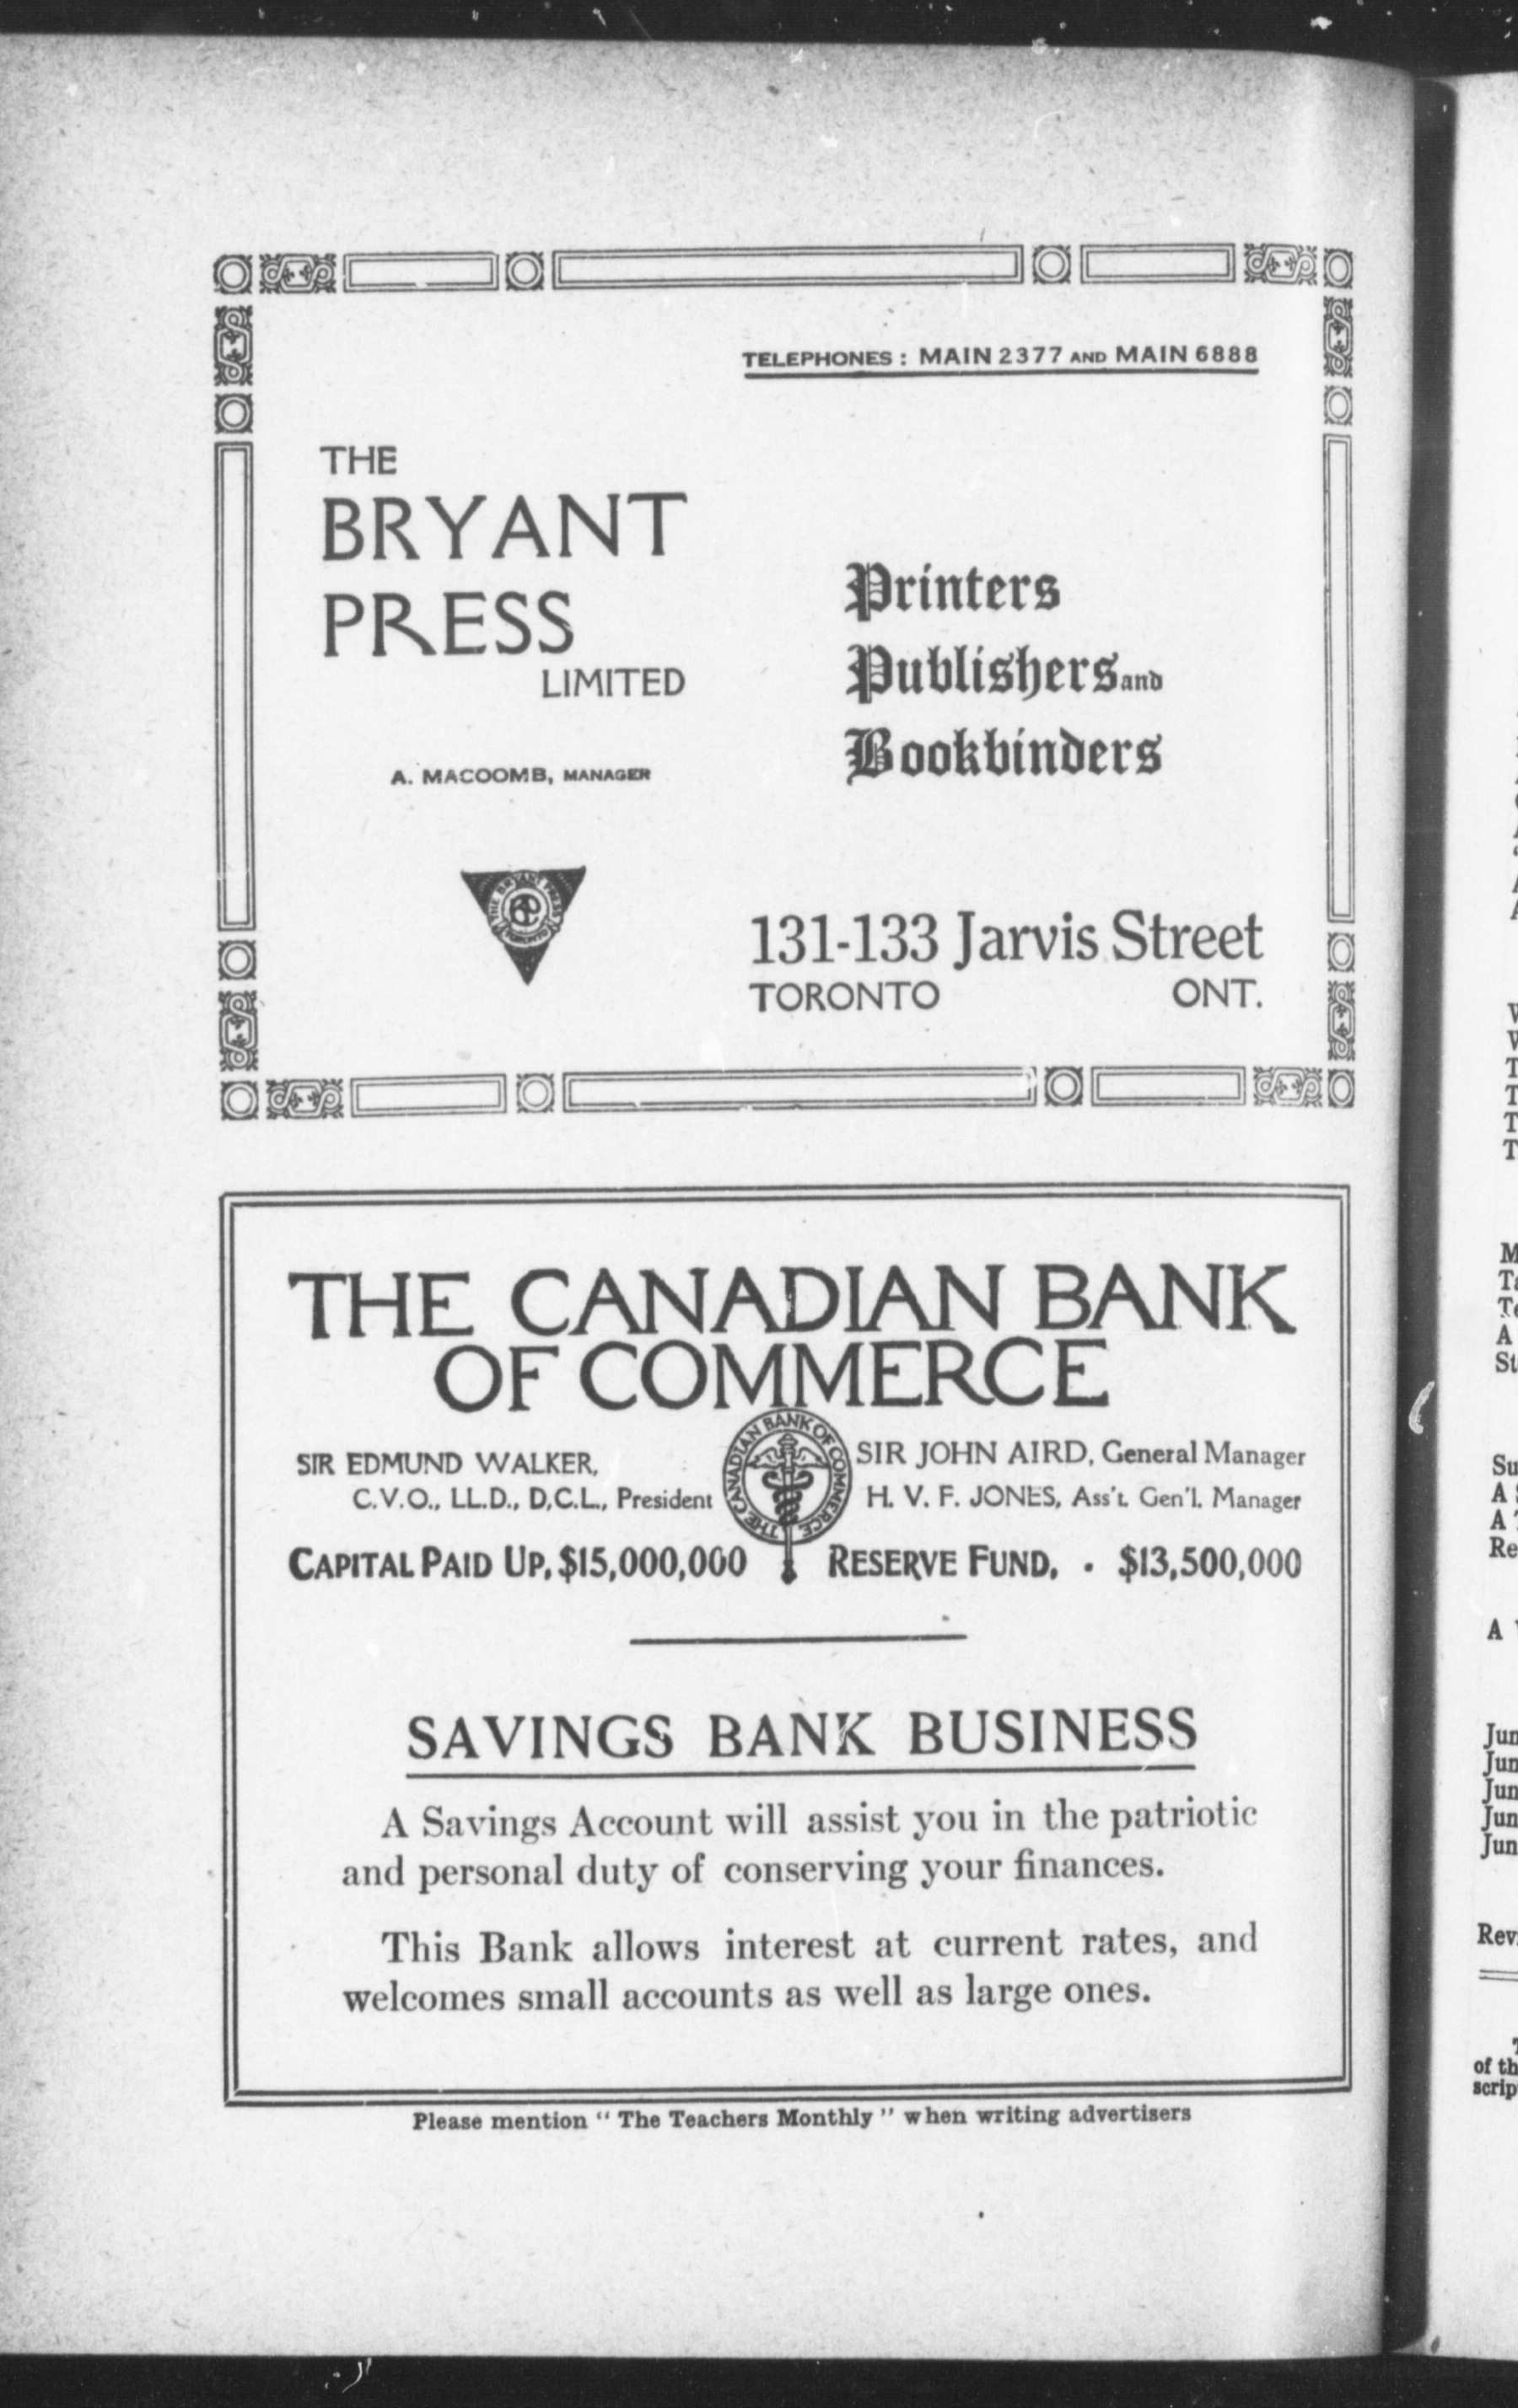 TELEPHONES : MAIN 2377 AND MAIN 6888
THE
BRYANT
PRESS
LIMITED
A. MACOOMB, MANAGER
Printers
Publishers and
Bookbinders
THE BRYANT PRESS
TORONTO
131-133 Jarvis Street
TORONTO ONT.
THE CANADIAN BANK
OF COMMERCE
SIR EDMUND WALKER,
C.V.O., LL.D., D.C.L., President
THE CANADIAN BANK OF COMMERCE
SIR JOHN AIRD, General Manager
H. V. F. JONES, Ass't. Gen'l. Manager
CAPITAL PAID UP, $15,000,000
RESERVE FUND, . $13,500,000
SAVINGS BANK BUSINESS
A Savings Account will assist you in the patriotic
and personal duty of conserving your finances.
This Bank allows interest at current rates, and
welcomes small accounts as well as large ones.
Please mention " The Teachers Monthly " when writing advertisers